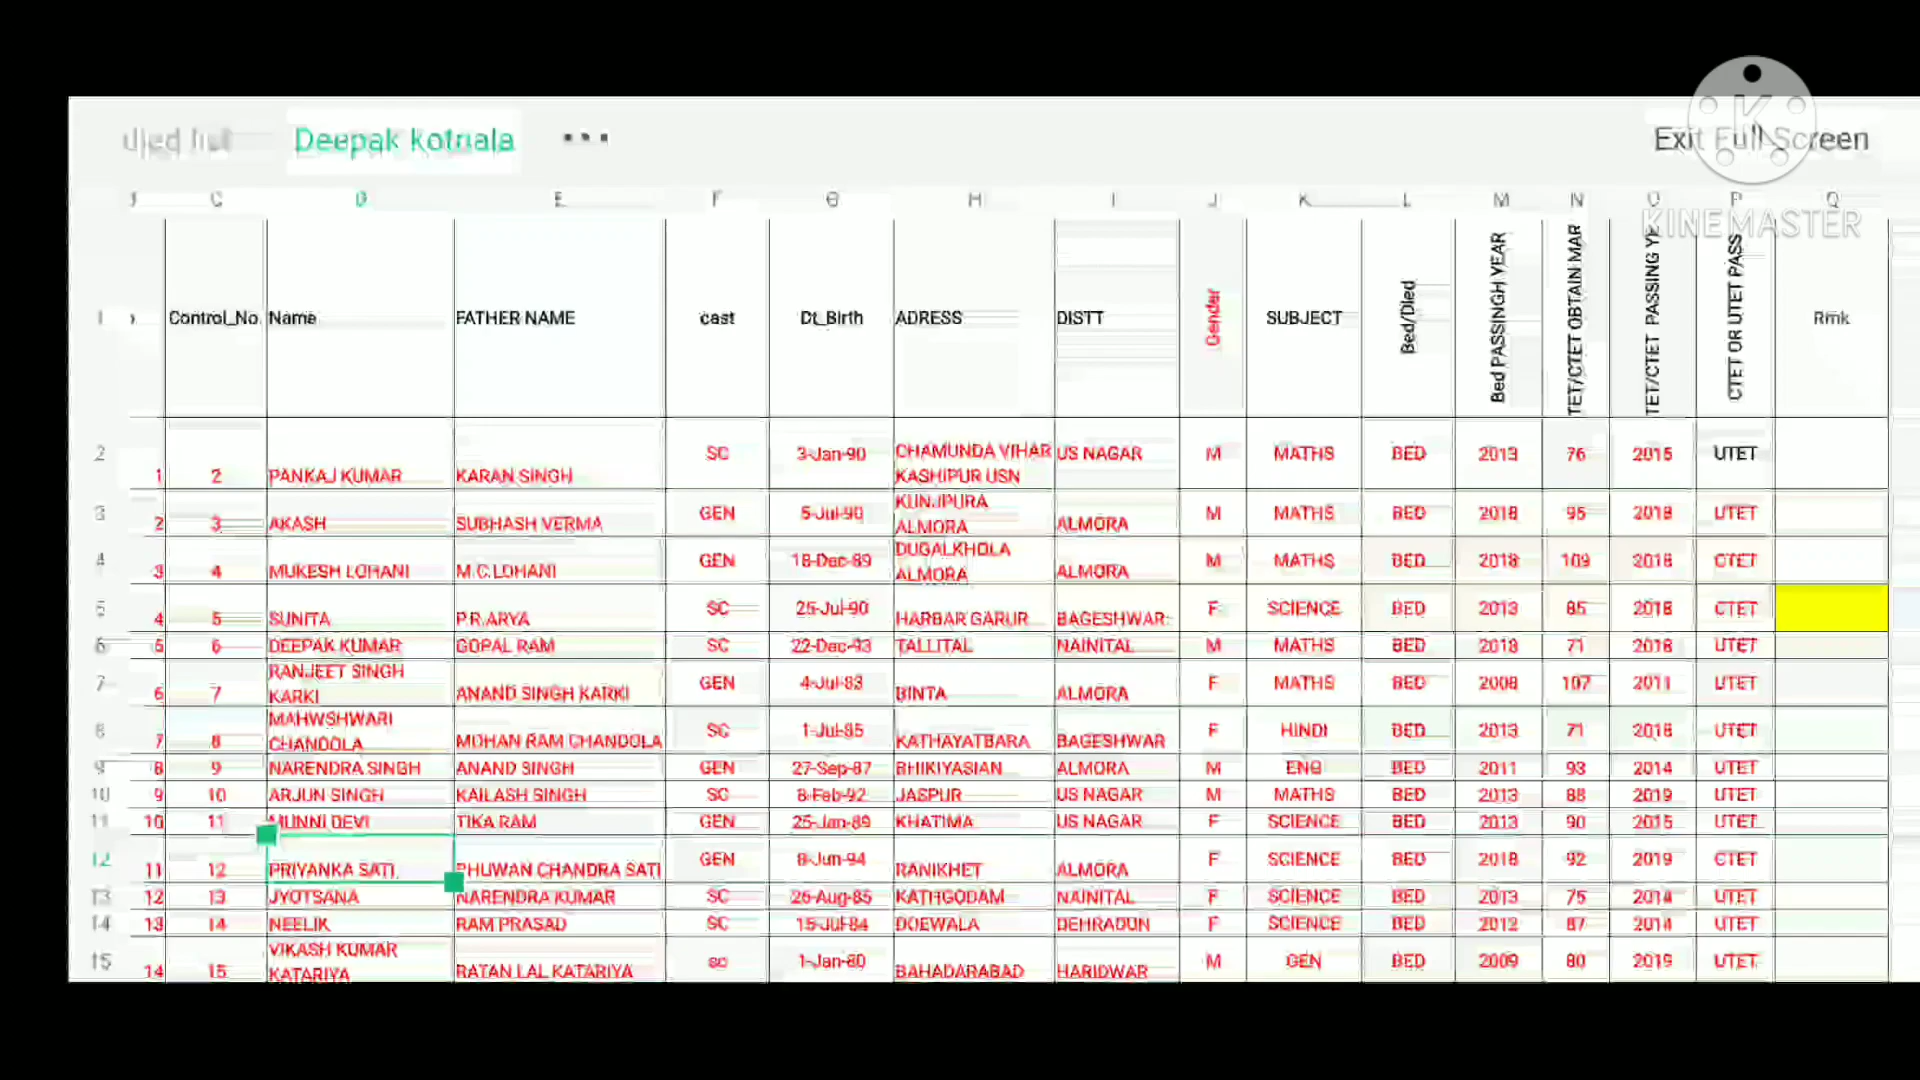 dled list Deepak Kotnala ••• Exit Full Screen
C D E F G H I J K L M N O P Q
KINEMASTER
1 Control_No. Name FATHER NAME cast Dt_Birth ADRESS DISTT Gender SUBJECT Bed/Dled Bed PASSINGH YEAR TET/CTET OBTAIN MAR TET/CTET PASSING YE CTET OR UTET PASS Rmk
2 1 2 PANKAJ KUMAR KARAN SINGH SC 3-Jan-90 CHAMUNDA VIHAR US NAGAR M MATHS BED 2013 76 2015 UTET
KASHIPUR USN
3 2 3 AKASH SUBHASH VERMA GEN 5-Jul-90 KUNJPURA ALMORA M MATHS BED 2018 95 2018 UTET
ALMORA
4 3 4 MUKESH LOHANI M.C.LOHANI GEN 18-Dec-89 DUGALKHOLA ALMORA M MATHS BED 2018 109 2018 CTET
ALMORA
5 4 5 SUNITA P.R.ARYA SC 25-Jul-90 HARBAR GARUR BAGESHWAR F SCIENCE BED 2013 85 2018 CTET
6 5 6 DEEPAK KUMAR GOPAL RAM SC 22-Dec-93 TALLITAL NAINITAL M MATHS BED 2018 71 2018 UTET
7 6 7 RANJEET SINGH ANAND SINGH KARKI GEN 4-Jul-83 BINTA ALMORA F MATHS BED 2008 107 2011 UTET
KARKI
8 7 8 MAHWSHWARI MOHAN RAM CHANDOLA SC 1-Jul-85 KATHAYATBARA BAGESHWAR F HINDI BED 2013 71 2018 UTET
CHANDOLA
9 8 9 NARENDRA SINGH ANAND SINGH GEN 27-Sep-87 BHIKIYASIAN ALMORA M ENG BED 2011 93 2014 UTET
10 9 10 ARJUN SINGH KAILASH SINGH SC 8-Feb-92 JASPUR US NAGAR M MATHS BED 2013 88 2019 UTET
11 10 11 MUNNI DEVI TIKA RAM GEN 25-Jan-89 KHATIMA US NAGAR F SCIENCE BED 2013 90 2015 UTET
12 11 12 PRIYANKA SATI PHUWAN CHANDRA SATI GEN 8-Jun-94 RANIKHET ALMORA F SCIENCE BED 2018 92 2019 CTET
13 12 13 JYOTSANA NARENDRA KUMAR SC 26-Aug-85 KATHGODAM NAINITAL F SCIENCE BED 2013 75 2014 UTET
14 13 14 NEELIK RAM PRASAD SC 15-Jul-84 DOEWALA DEHRADUN F SCIENCE BED 2012 87 2014 UTET
15 14 15 VIKASH KUMAR RATAN LAL KATARIYA sc 1-Jan-80 BAHADARABAD HARIDWAR M GEN BED 2009 80 2019 UTET
KATARIYA